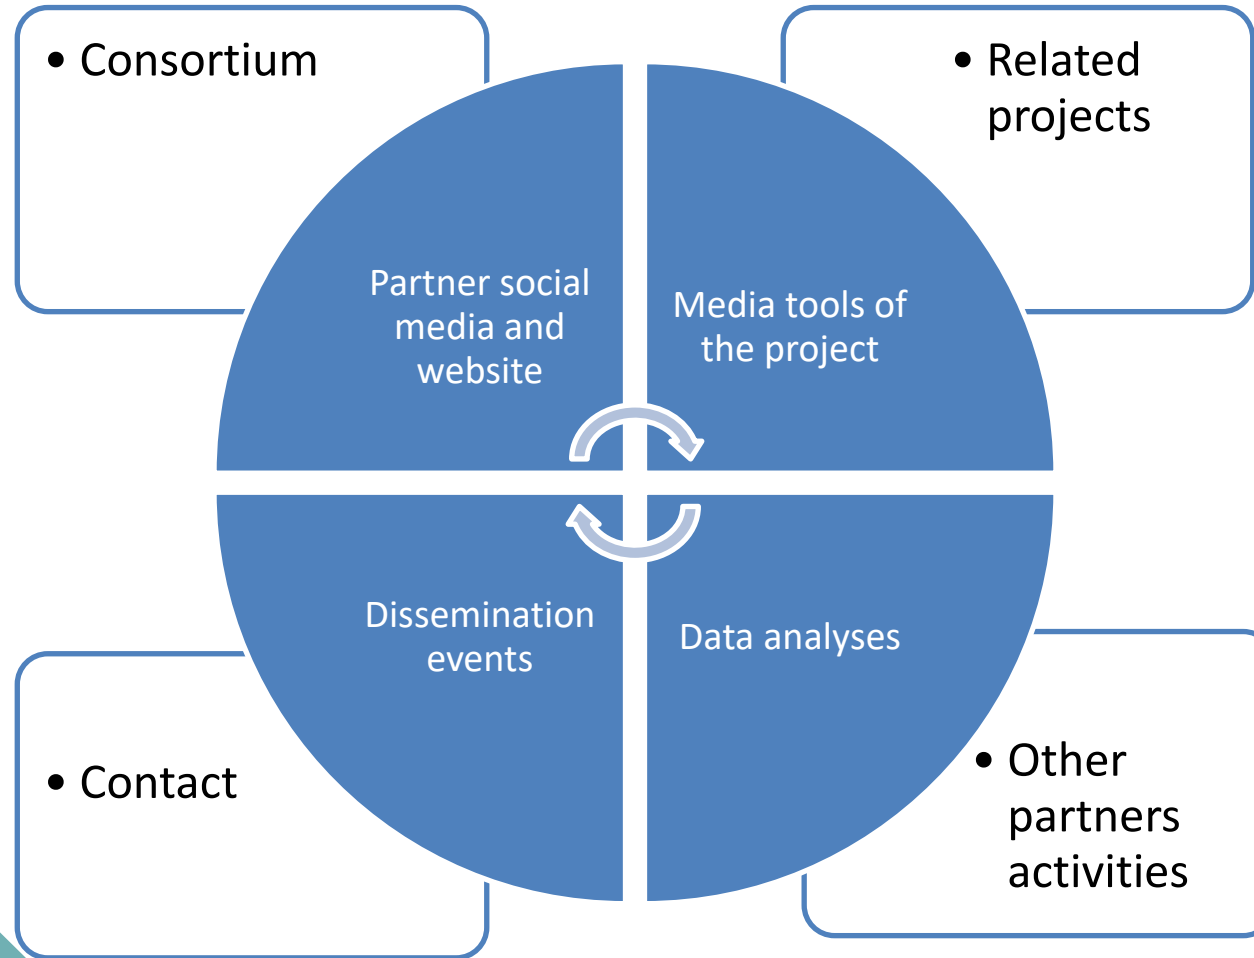 • Consortium
• Related
projects
Partner social
media and
website
Media tools of
the project
Dissemination
events
Data analyses
• Contact
• Other
partners
activities